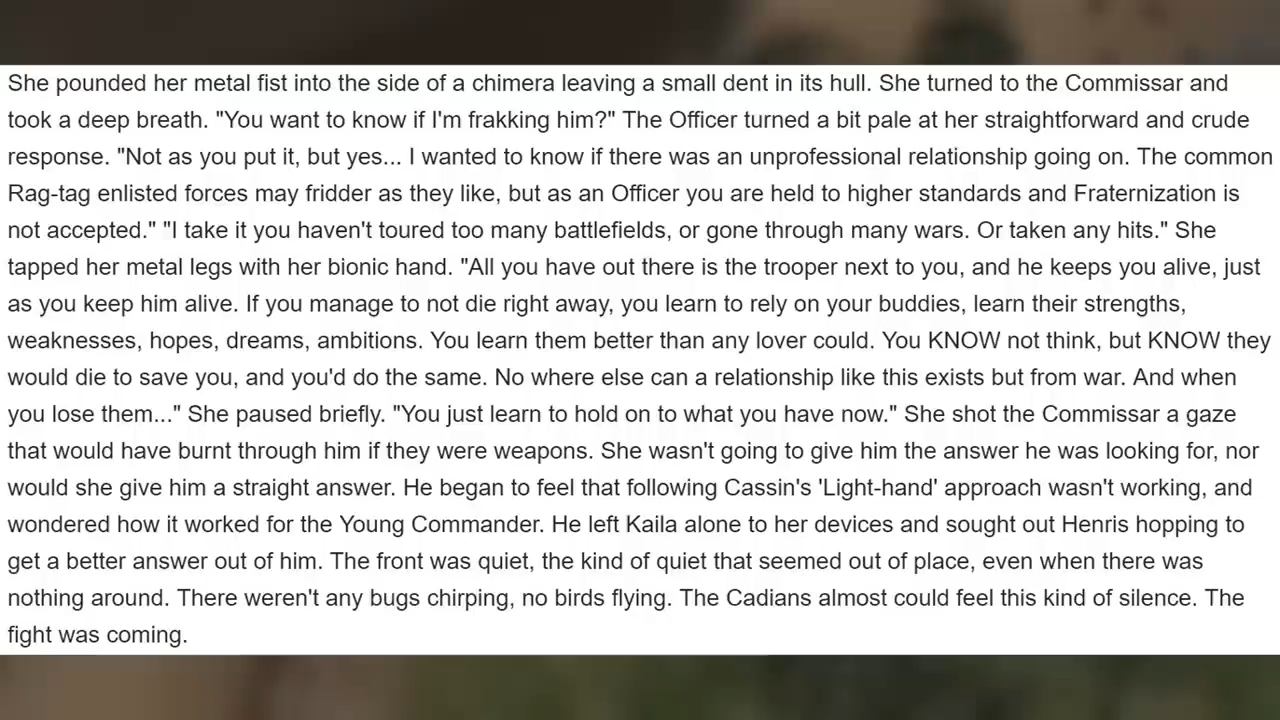 She pounded her metal fist into the side of a chimera leaving a small dent in its hull. She turned to the Commissar and
took a deep breath. "You want to know if I'm frakking him?" The Officer turned a bit pale at her straightforward and crude
response. "Not as you put it, but yes... I wanted to know if there was an unprofessional relationship going on. The common
Rag-tag enlisted forces may fridder as they like, but as an Officer you are held to higher standards and Fraternization is
not accepted." "I take it you haven't toured too many battlefields, or gone through many wars. Or taken any hits." She
tapped her metal legs with her bionic hand. "All you have out there is the trooper next to you, and he keeps you alive, just
as you keep him alive. If you manage to not die right away, you learn to rely on your buddies, learn their strengths,
weaknesses, hopes, dreams, ambitions. You learn them better than any lover could. You KNOW not think, but KNOW they
would die to save you, and you'd do the same. No where else can a relationship like this exists but from war. And when
you lose them..." She paused briefly. "You just learn to hold on to what you have now." She shot the Commissar a gaze
that would have burnt through him if they were weapons. She wasn't going to give him the answer he was looking for, nor
would she give him a straight answer. He began to feel that following Cassin's 'Light-hand' approach wasn't working, and
wondered how it worked for the Young Commander. He left Kaila alone to her devices and sought out Henris hopping to
get a better answer out of him. The front was quiet, the kind of quiet that seemed out of place, even when there was
nothing around. There weren't any bugs chirping, no birds flying. The Cadians almost could feel this kind of silence. The
fight was coming.